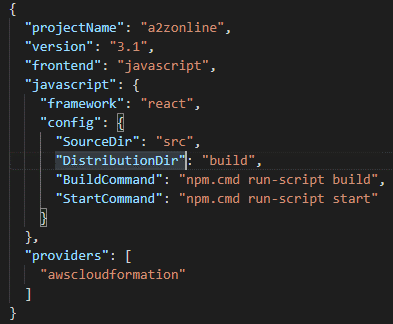 {
"projectName": "a2zonline",
"version": "3.1",
"frontend": "javascript",
"javascript": {
"framework": "react",
"config": {
"SourceDir": "src",
"DistributionDir": "build",
"BuildCommand": "npm.cmd run-script build",
"StartCommand": "npm.cmd run-script start"
}
},
"providers": [
"awscloudformation"
]
}